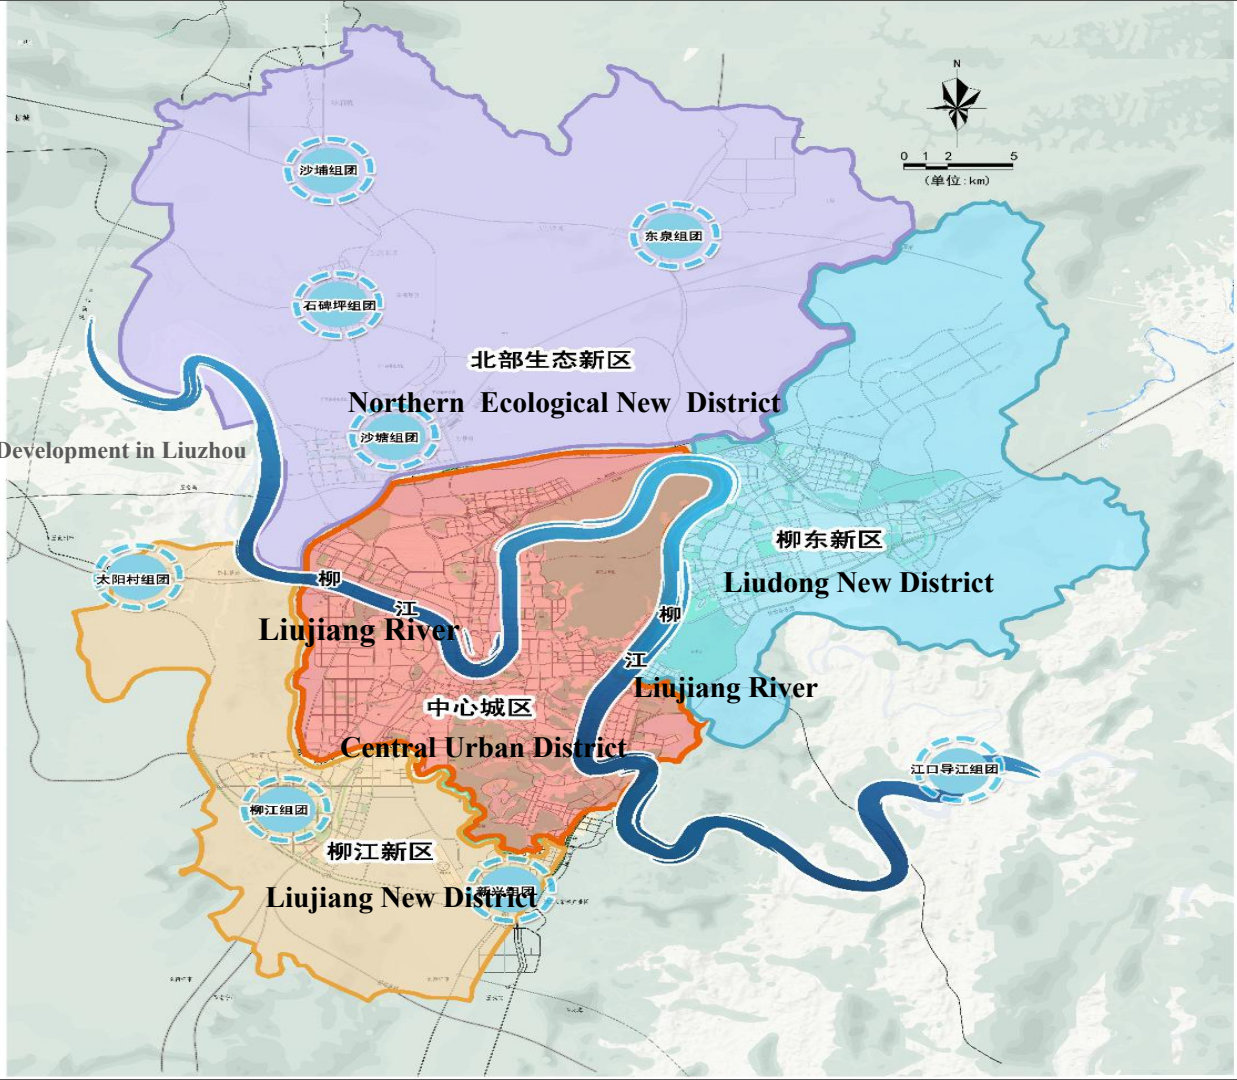 N
0 1 2 5
(单位:km)
沙埔组团
东泉组团
石碑坪组团
北部生态新区
Northern Ecological New District
沙塘组团
Development in Liuzhou
柳东新区
太阳村组团
Liudong New District
柳
江
柳
Liujiang River
江
Liujiang River
中心城区
Central Urban District
江口导江组团
柳江组团
柳江新区
新兴组团
Liujiang New District